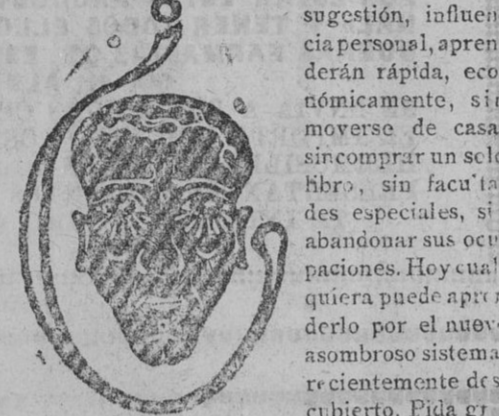 sugestión, influen
cia personal, apren
derán rápida, eco
nómicamente, si
moverse de casa
sin comprar un sclo
libro, sin facu'ta
des especiales, si
abandonar sus ocu
paciones. Hoy cual
quiera puede apre
derlo por el nuev
asombroso sistema
recientemente des
cubierto. Pida